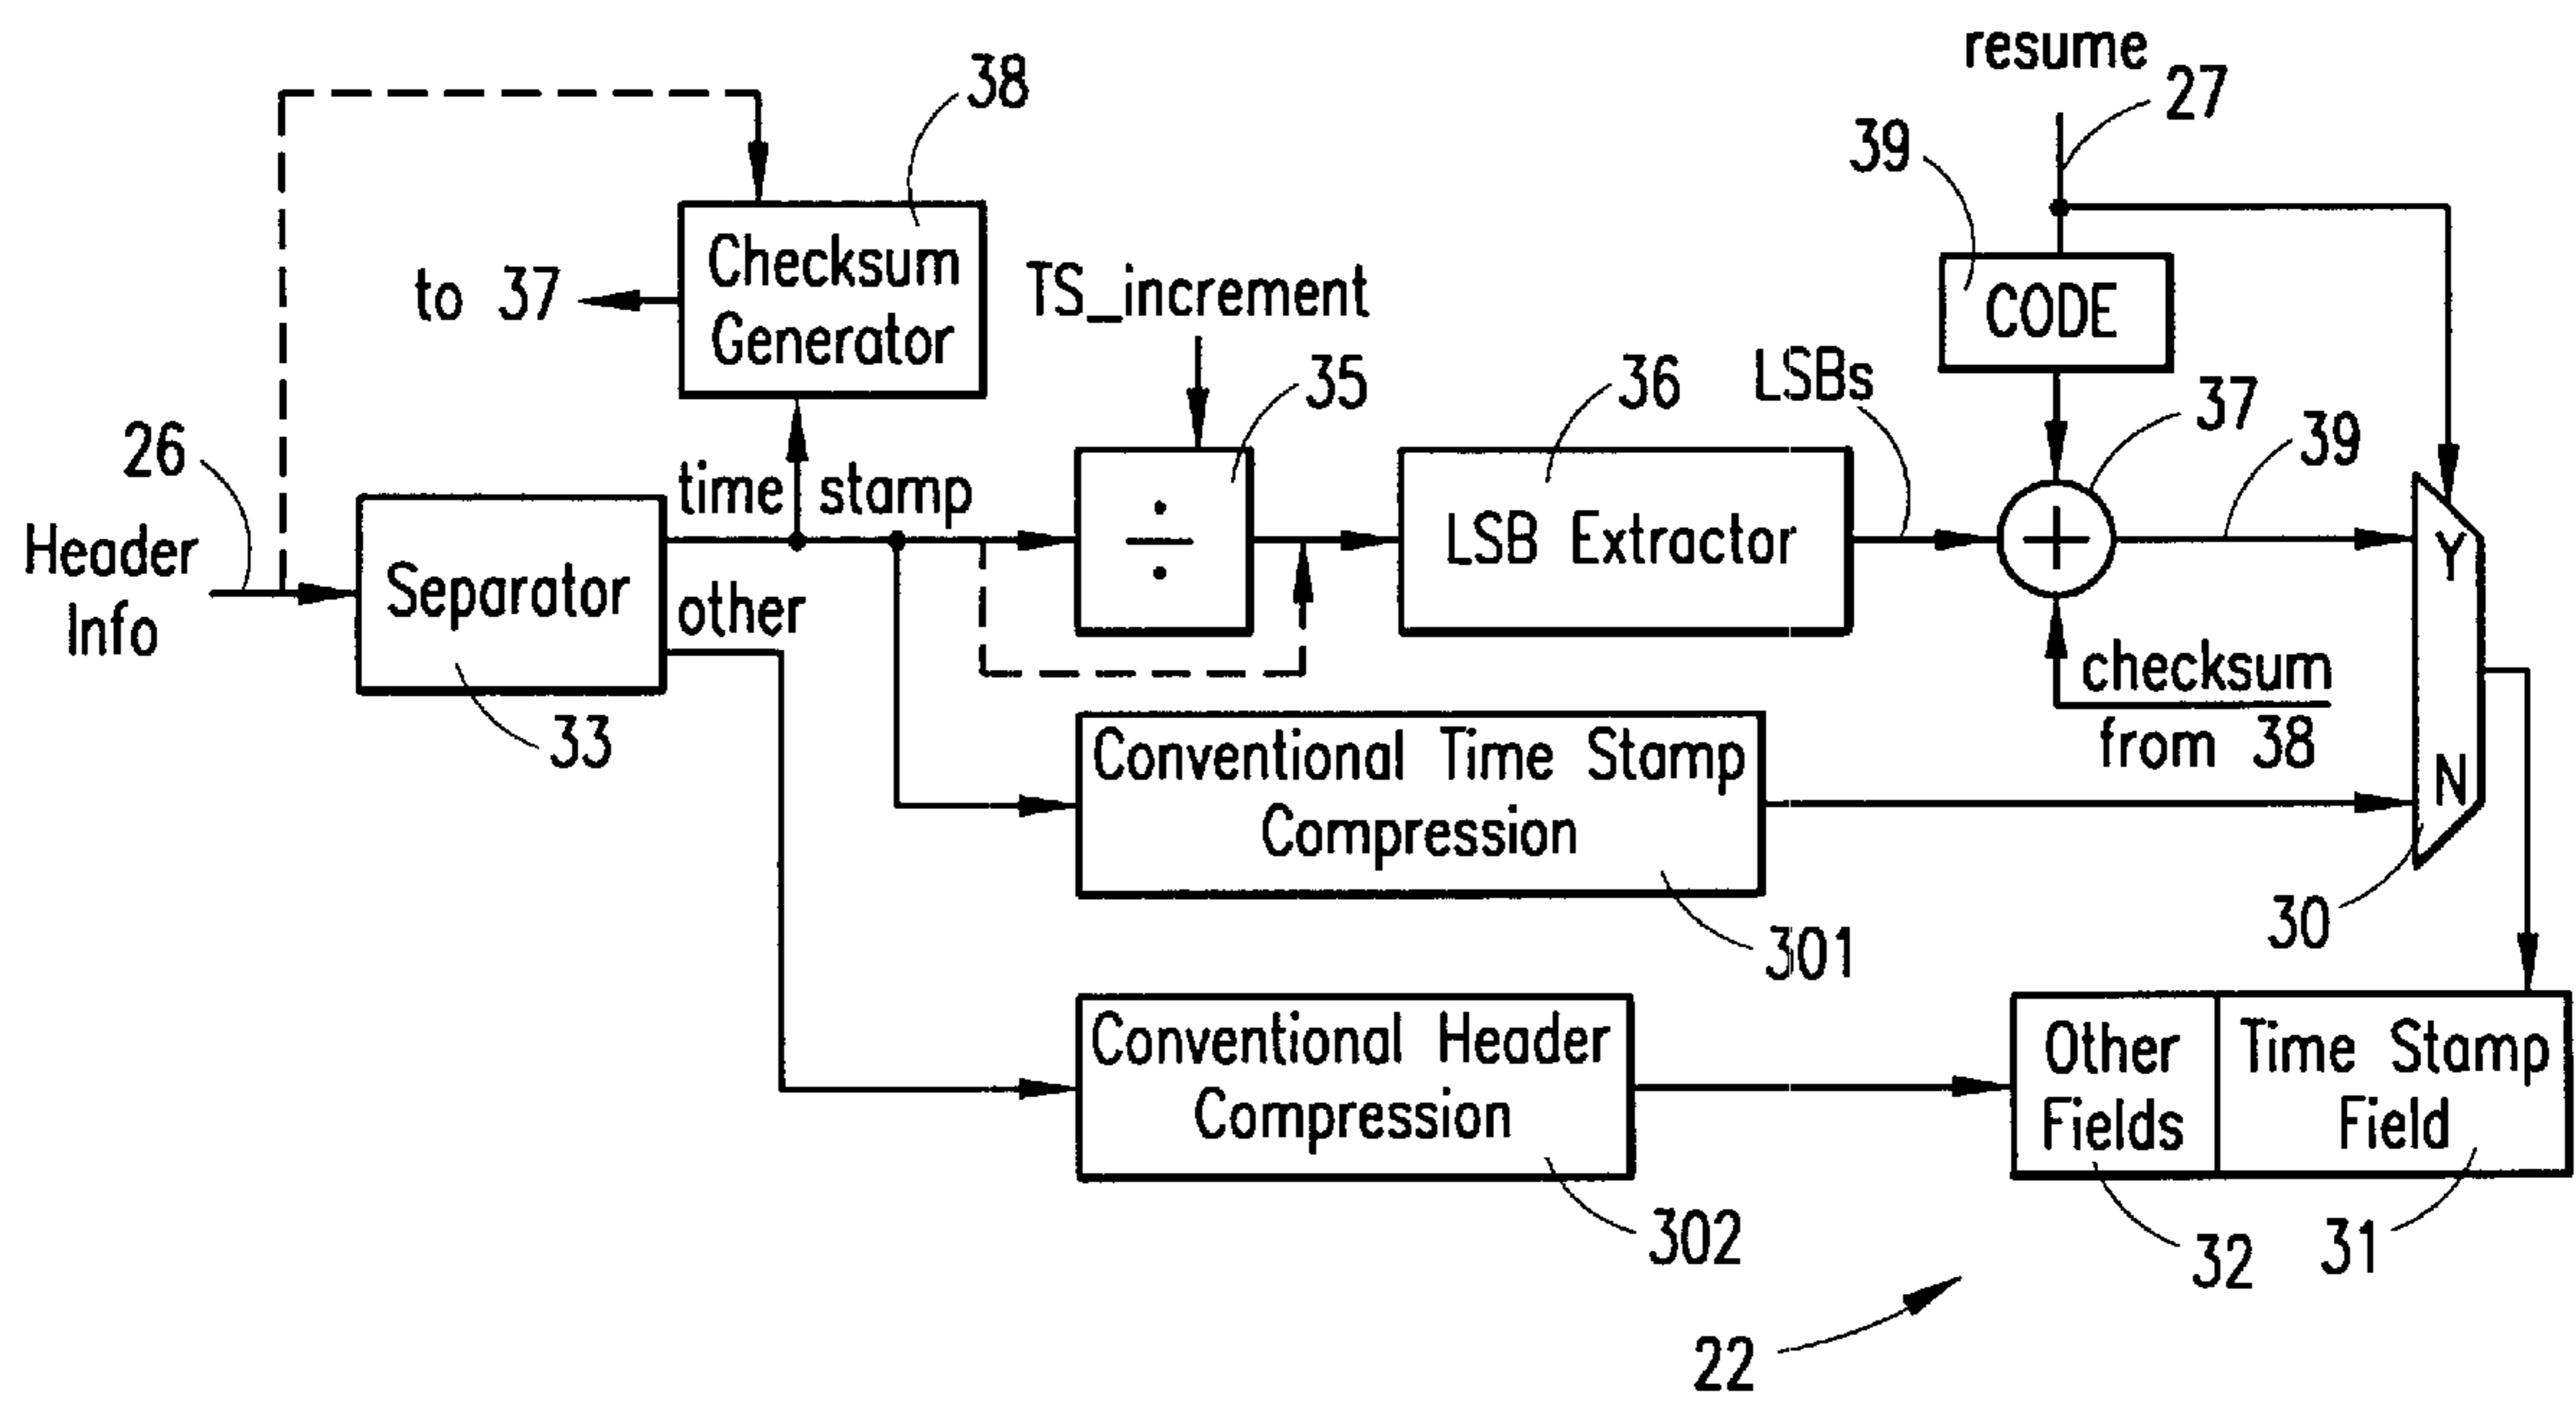 resume
27
38
39
Checksum
Generator
to 37
TS_increment
CODE
35
36
LSBs
37
39
26
time stamp
Header
Info
Separator
other
÷
LSB Extractor
+
Y
checksum
from 38
33
Conventional Time Stamp
Compression
N
30
301
Conventional Header
Compression
Other
Fields
Time Stamp
Field
302
32
31
22